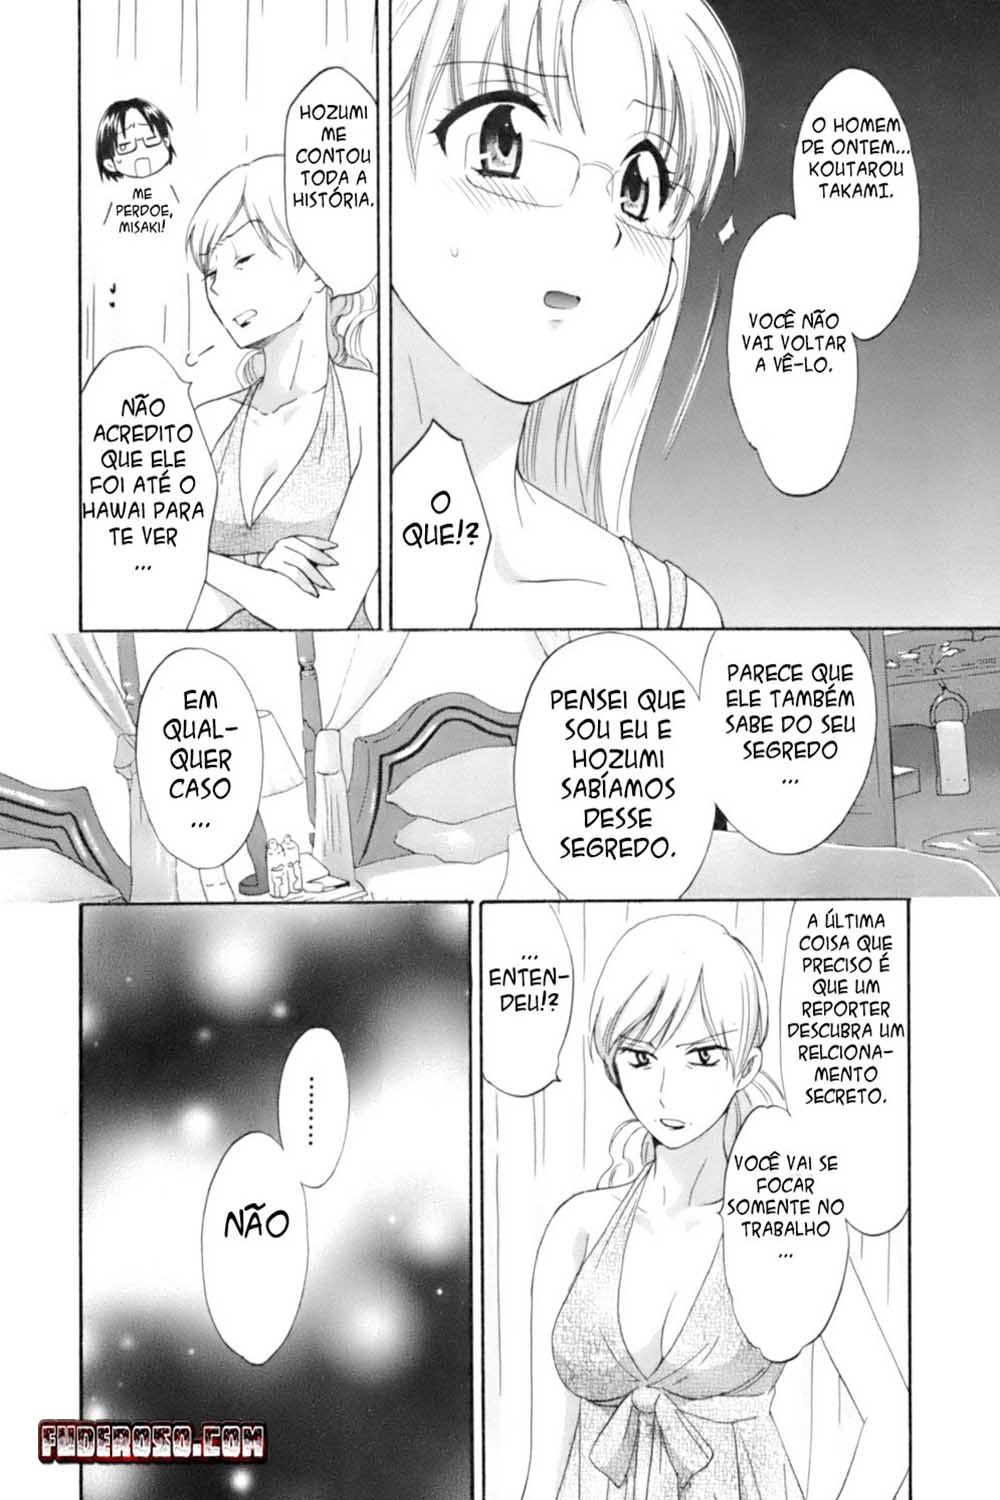 O HOMEM
DE ONTEM...
KOUTAROU
TAKAMI.
VOCÊ NÃO
VAI VOLTAR
A VÊ-LO.
O
QUE!?
HOZUMI
ME
CONTOU
TODA A
HISTÓRIA.
ME
PERDOE,
MISAKI!
NÃO
ACREDITO
QUE ELE
FOI ATÉ O
HAWAI PARA
TE VER
...
PARECE QUE
ELE TAMBÉM
SABE DO SEU
SEGREDO
...
PENSEI QUE
SOU EU E
HOZUMI
SABÍAMOS
DESSE
SEGREDO.
EM
QUAL-
QUER
CASO
...
A ÚLTIMA
COISA QUE
PRECISO É
QUE UM
REPORTER
DESCUBRA UM
RELCIONA-
MENTO
SECRETO.
VOCÊ VAI SE
FOCAR
SOMENTE NO
TRABALHO
...
...
ENTEN-
DEU!?
.........
NÃO
FUDEROSO.COM